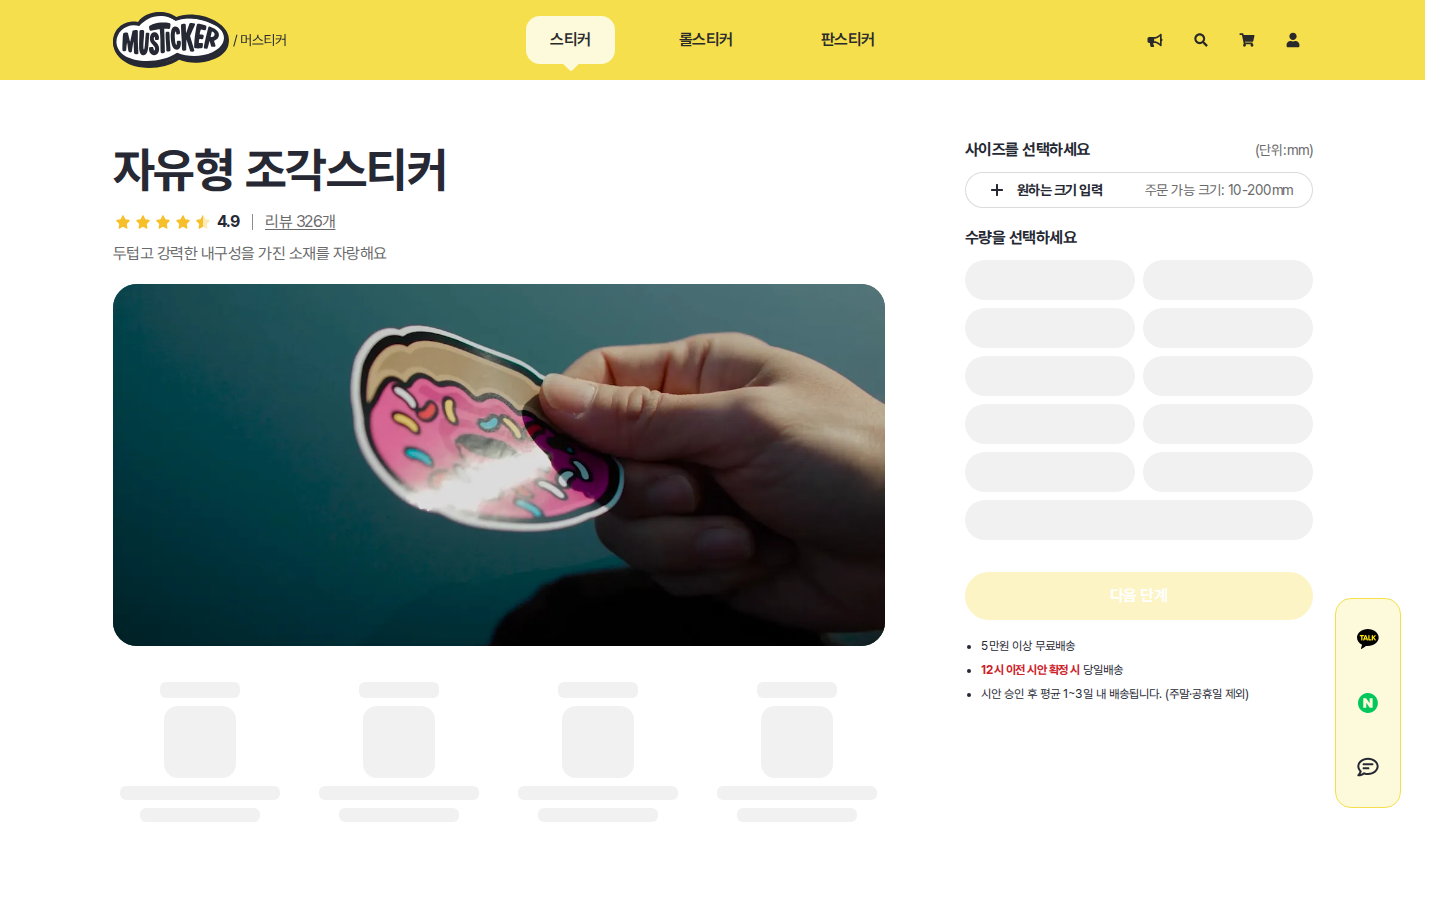 MUSTICKER / 머스티커
스티커
롤스티커
판스티커
자유형 조각스티커
4.9 | 리뷰 326개
두텁고 강력한 내구성을 가진 소재를 자랑해요
사이즈를 선택하세요 (단위:mm)
+ 원하는 크기 입력 주문 가능 크기: 10-200mm
수량을 선택하세요
다음 단계
• 5만원 이상 무료배송
• 12시 이전 시안 확정 시 당일배송
• 시안 승인 후 평균 1~3일 내 배송됩니다. (주말·공휴일 제외)
TALK
N